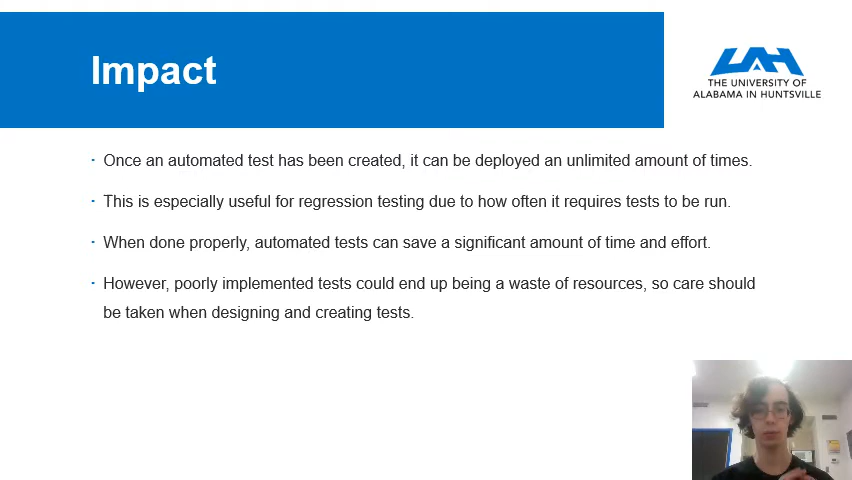 Impact
UAH
THE UNIVERSITY OF
ALABAMA IN HUNTSVILLE
· Once an automated test has been created, it can be deployed an unlimited amount of times.
· This is especially useful for regression testing due to how often it requires tests to be run.
· When done properly, automated tests can save a significant amount of time and effort.
· However, poorly implemented tests could end up being a waste of resources, so care should
be taken when designing and creating tests.